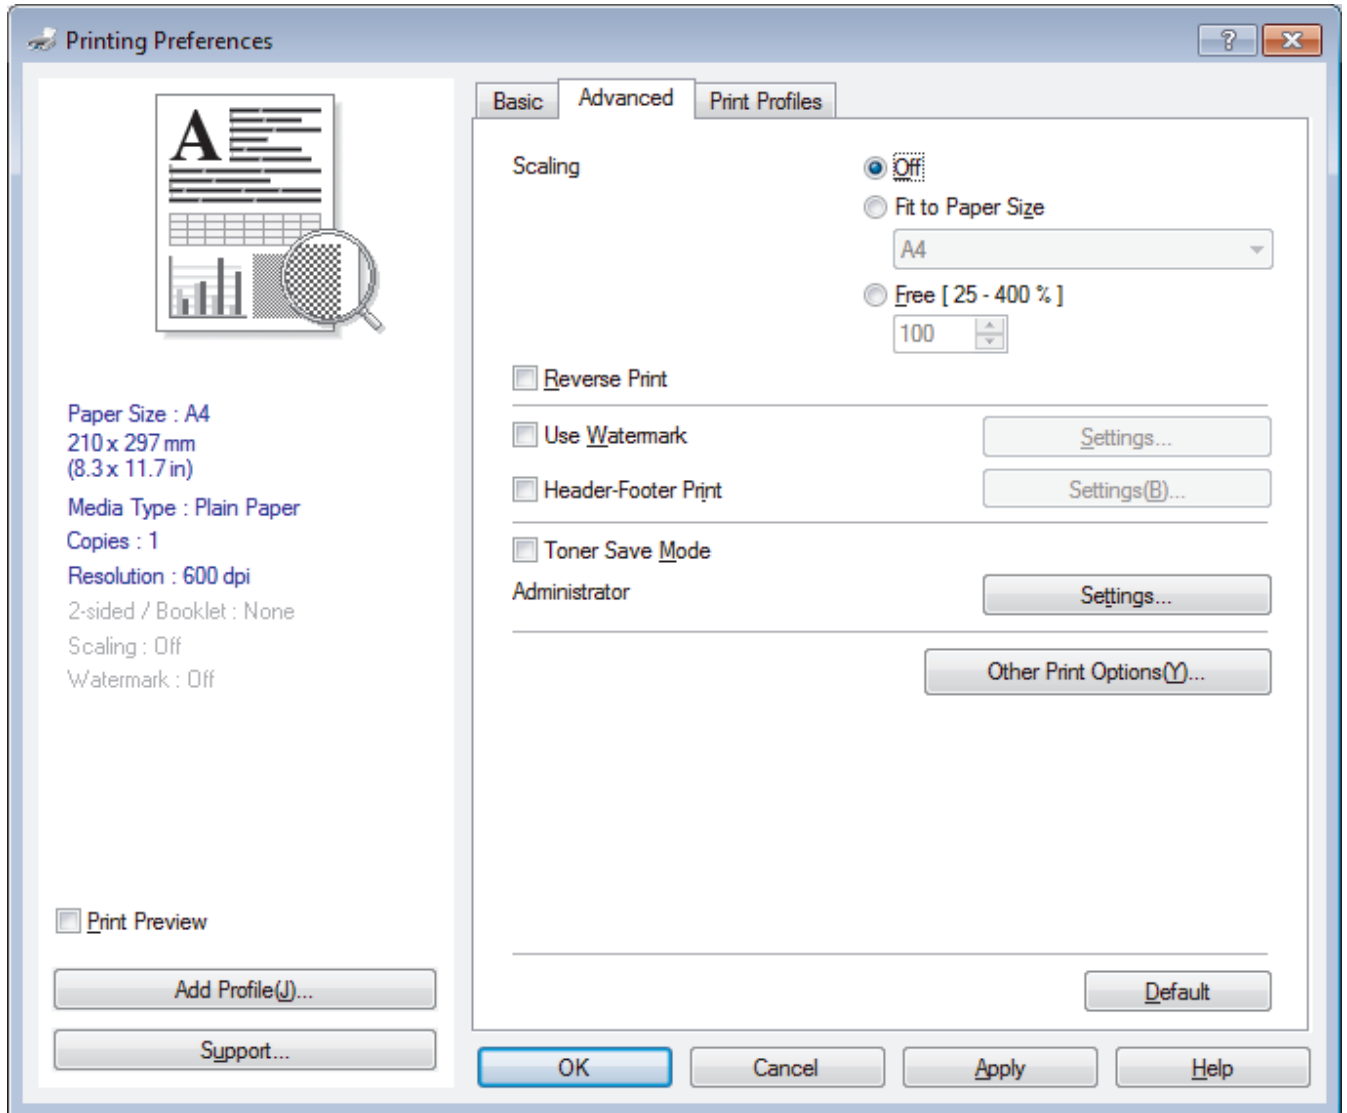 Printing Preferences
Basic
Advanced
Print Profiles
A
Paper Size : A4
210 x 297 mm
(8.3 x 11.7 in)
Media Type : Plain Paper
Copies : 1
Resolution : 600 dpi
2-sided / Booklet : None
Scaling : Off
Watermark : Off
Print Preview
Add Profile(J)...
Support...
Scaling
Off
Fit to Paper Size
A4
Free [ 25 - 400 % ]
100
Reverse Print
Use Watermark
Settings...
Header-Footer Print
Settings(B)...
Toner Save Mode
Administrator
Settings...
Other Print Options(Y)...
Default
OK
Cancel
Apply
Help